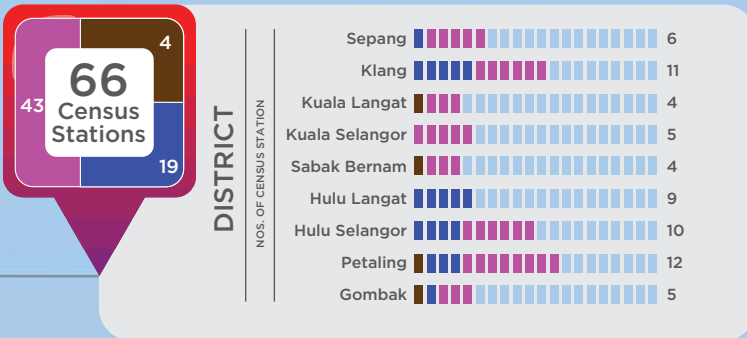 43
4
66
Census
Stations
19
DISTRICT
NOS. OF CENSUS STATION
Sepang 6
Klang 11
Kuala Langat 4
Kuala Selangor 5
Sabak Bernam 4
Hulu Langat 9
Hulu Selangor 10
Petaling 12
Gombak 5